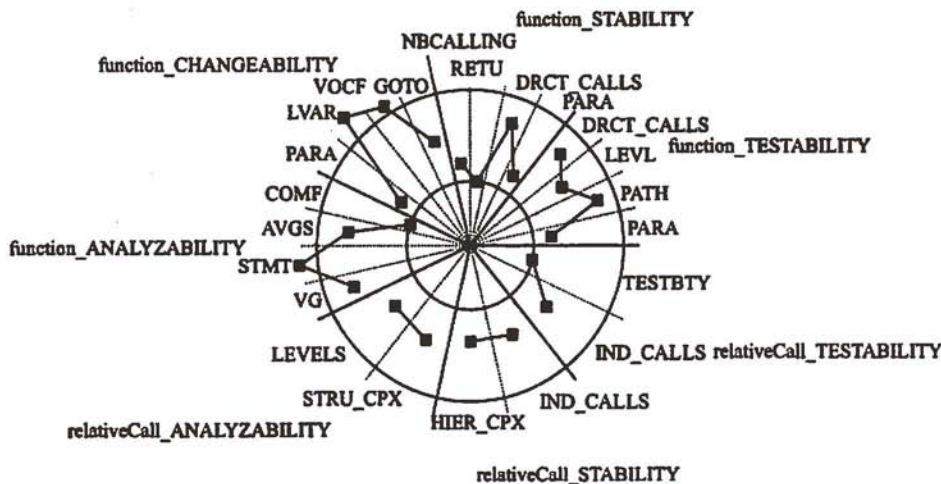 function_STABILITY
NBCALLING
function_CHANGEABILITY
RETU
VOCF GOTO
DRCT_CALLS
LVAR
PARA
DRCT_CALLS
function_TESTABILITY
PARA
LEVL
COMF
PATH
AVGS
PARA
function_ANALYZABILITY
STMT
TESTBTY
VG
LEVELS
IND_CALLS relativeCall_TESTABILITY
STRU_CPX
IND_CALLS
HIER_CPX
relativeCall_ANALYZABILITY
relativeCall_STABILITY